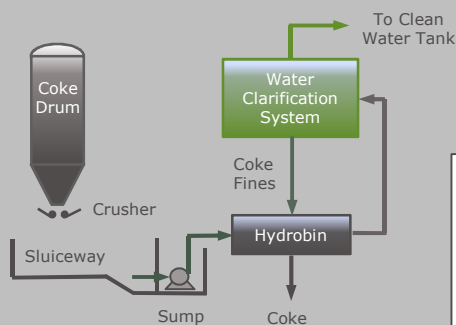 To Clean
Water Tank
Coke
Drum
Water
Clarification
System
Coke
Fines
Crusher
Hydrobin
Sluiceway
Sump
Coke